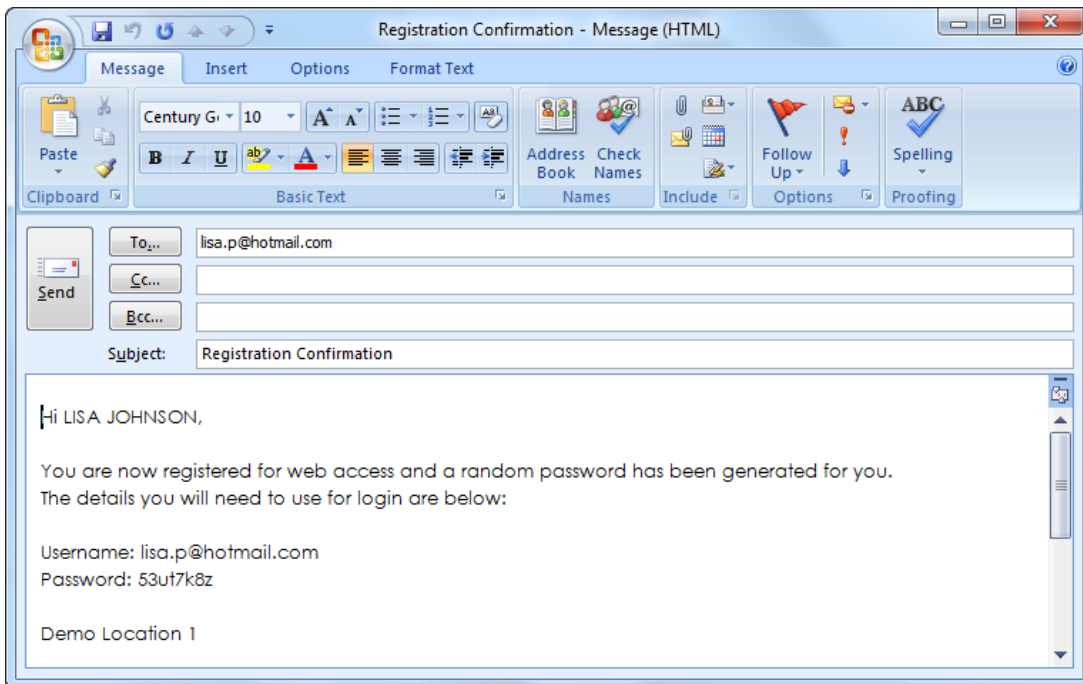 Registration Confirmation - Message (HTML)
Message Insert Options Format Text
Paste
Clipboard
Century G 10
B I U
Basic Text
Address Book
Check Names
Names
Include
Follow Up
Options
ABC
Spelling
Proofing
Send
To... lisa.p@hotmail.com
Cc...
Bcc...
Subject: Registration Confirmation
Hi LISA JOHNSON,
You are now registered for web access and a random password has been generated for you.
The details you will need to use for login are below:
Username: lisa.p@hotmail.com
Password: 53ut7k8z
Demo Location 1